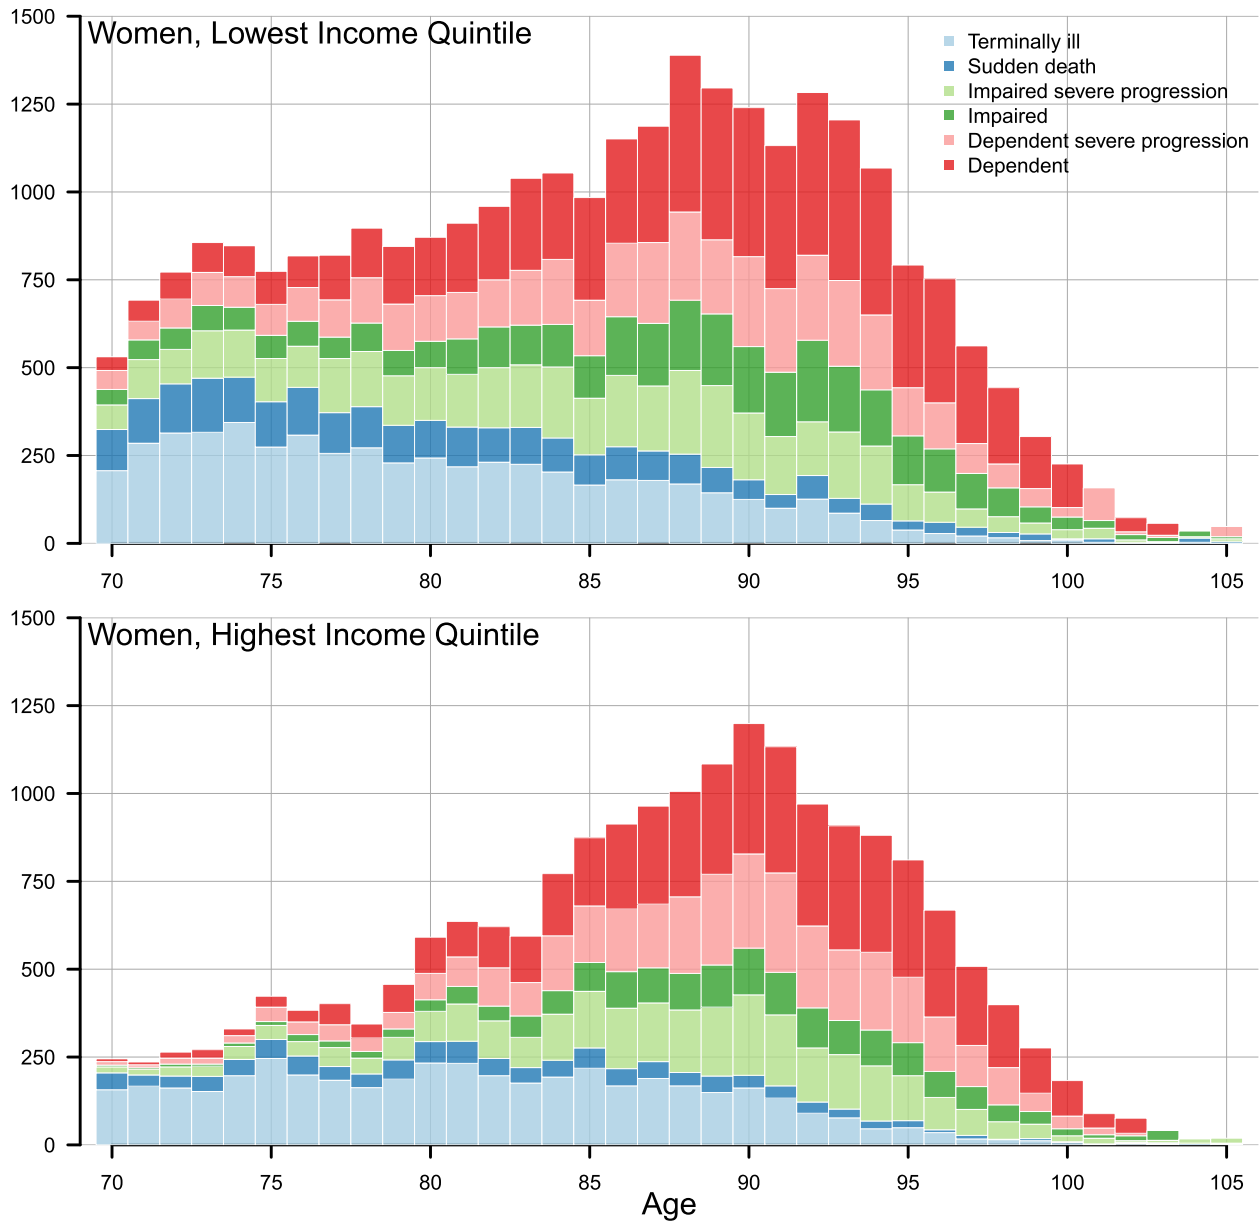 1500
Women, Lowest Income Quintile
Terminally ill
Sudden death
Impaired severe progression
Impaired
Dependent severe progression
Dependent
1250
1000
750
500
250
0
70 75 80 85 90 95 100 105
1500
Women, Highest Income Quintile
1250
1000
750
500
250
0
70 75 80 85 90 95 100 105
Age